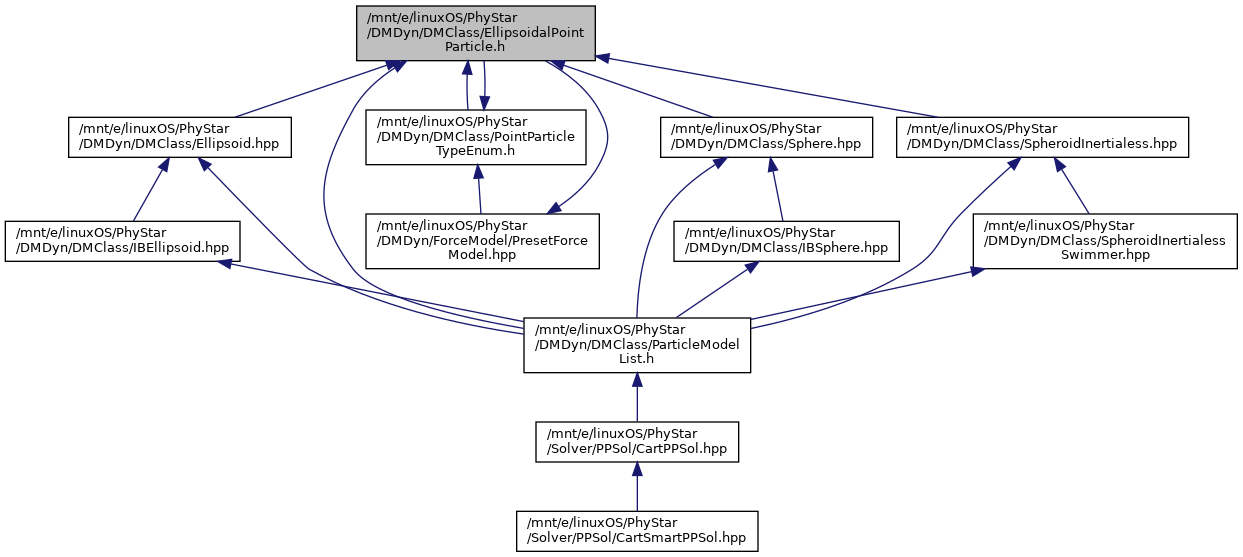 /mnt/e/linuxOS/PhyStar
/DMDyn/DMClass/EllipsoidalPoint
Particle.h
/mnt/e/linuxOS/PhyStar
/DMDyn/DMClass/Ellipsoid.hpp
/mnt/e/linuxOS/PhyStar
/DMDyn/DMClass/PointParticle
TypeEnum.h
/mnt/e/linuxOS/PhyStar
/DMDyn/DMClass/Sphere.hpp
/mnt/e/linuxOS/PhyStar
/DMDyn/DMClass/SpheroidInertialess.hpp
/mnt/e/linuxOS/PhyStar
/DMDyn/DMClass/IBEllipsoid.hpp
/mnt/e/linuxOS/PhyStar
/DMDyn/ForceModel/PresetForce
Model.hpp
/mnt/e/linuxOS/PhyStar
/DMDyn/DMClass/IBSphere.hpp
/mnt/e/linuxOS/PhyStar
/DMDyn/DMClass/SpheroidInertialess
Swimmer.hpp
/mnt/e/linuxOS/PhyStar
/DMDyn/DMClass/ParticleModel
List.h
/mnt/e/linuxOS/PhyStar
/Solver/PPSol/CartPPSol.hpp
/mnt/e/linuxOS/PhyStar
/Solver/PPSol/CartSmartPPSol.hpp